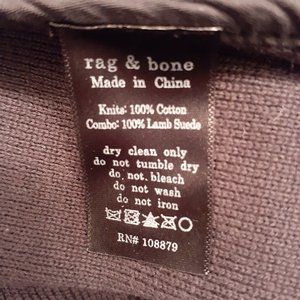 rag & bone
Made in China
Knits: 100% Cotton
Combo: 100% Lamb Suede
dry clean only
do not tumble dry
do not bleach
do not wash
do not iron
RN# 108879